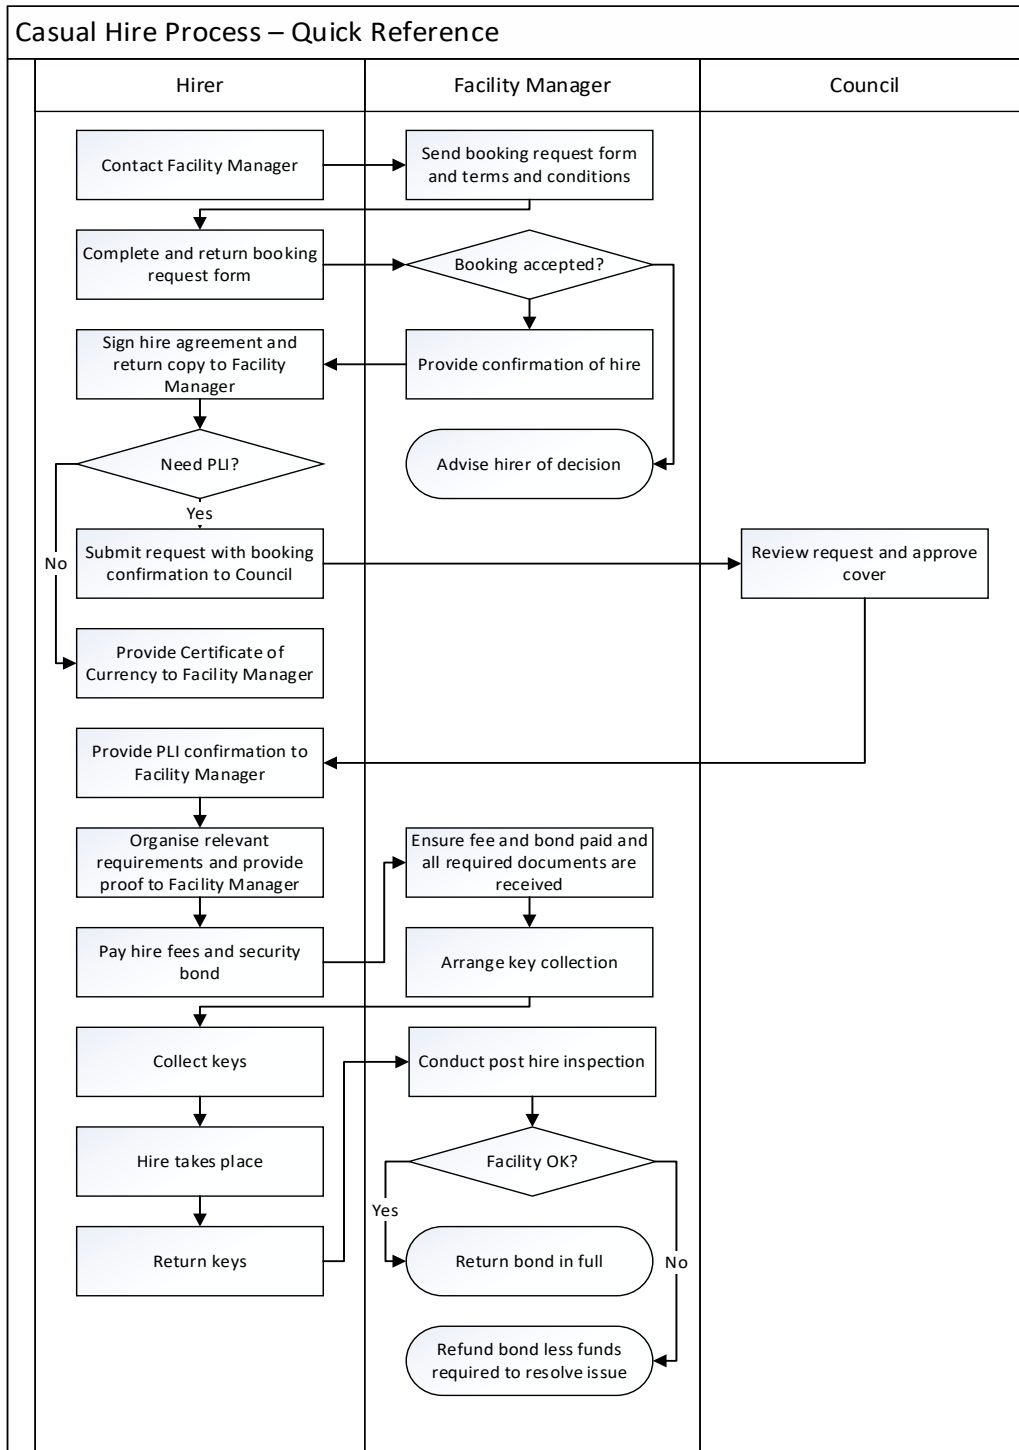 Casual Hire Process – Quick Reference
Hirer
Facility Manager
Council
Contact Facility Manager
Send booking request form
and terms and conditions
Complete and return booking
request form
Booking accepted?
Sign hire agreement and
return copy to Facility
Manager
Provide confirmation of hire
Need PLI?
Advise hirer of decision
Yes
No
Submit request with booking
confirmation to Council
Review request and approve
cover
Provide Certificate of
Currency to Facility Manager
Provide PLI confirmation to
Facility Manager
Organise relevant
requirements and provide
proof to Facility Manager
Ensure fee and bond paid and
all required documents are
received
Pay hire fees and security
bond
Arrange key collection
Collect keys
Conduct post hire inspection
Hire takes place
Facility OK?
Yes
Return keys
Return bond in full
No
Refund bond less funds
required to resolve issue